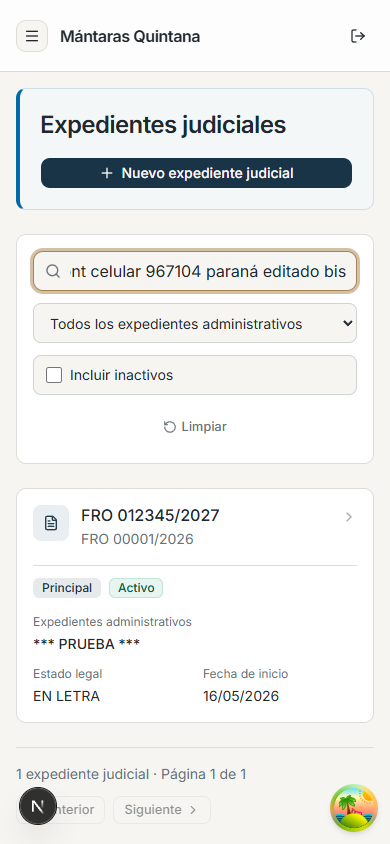 Mántaras Quintana
Expedientes judiciales
Nuevo expediente judicial
nt celular 967104 paraná editado bis
Todos los expedientes administrativos
Incluir inactivos
Limpiar
FRO 012345/2027
FRO 00001/2026
Principal Activo
Expedientes administrativos
*** PRUEBA ***
Estado legal Fecha de inicio
EN LETRA 16/05/2026
1 expediente judicial · Página 1 de 1
N nterior Siguiente